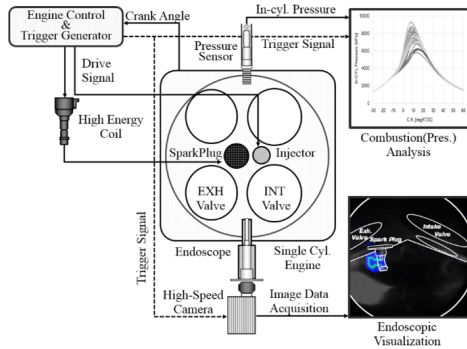 Engine Control
&
Trigger Generator
Crank Angle
In-cyl. Pressure
Pressure
Sensor
Trigger Signal
Drive
Signal
High Energy
Coil
SparkPlug
Injector
EXH
Valve
INT
Valve
Combustion(Pres.)
Analysis
Trigger Signal
Endoscope
Single Cyl.
Engine
High-Speed
Camera
Image Data
Acquisition
Exh.
Valve
Spark Plug
Intake
Valve
Endoscopic
Visualization